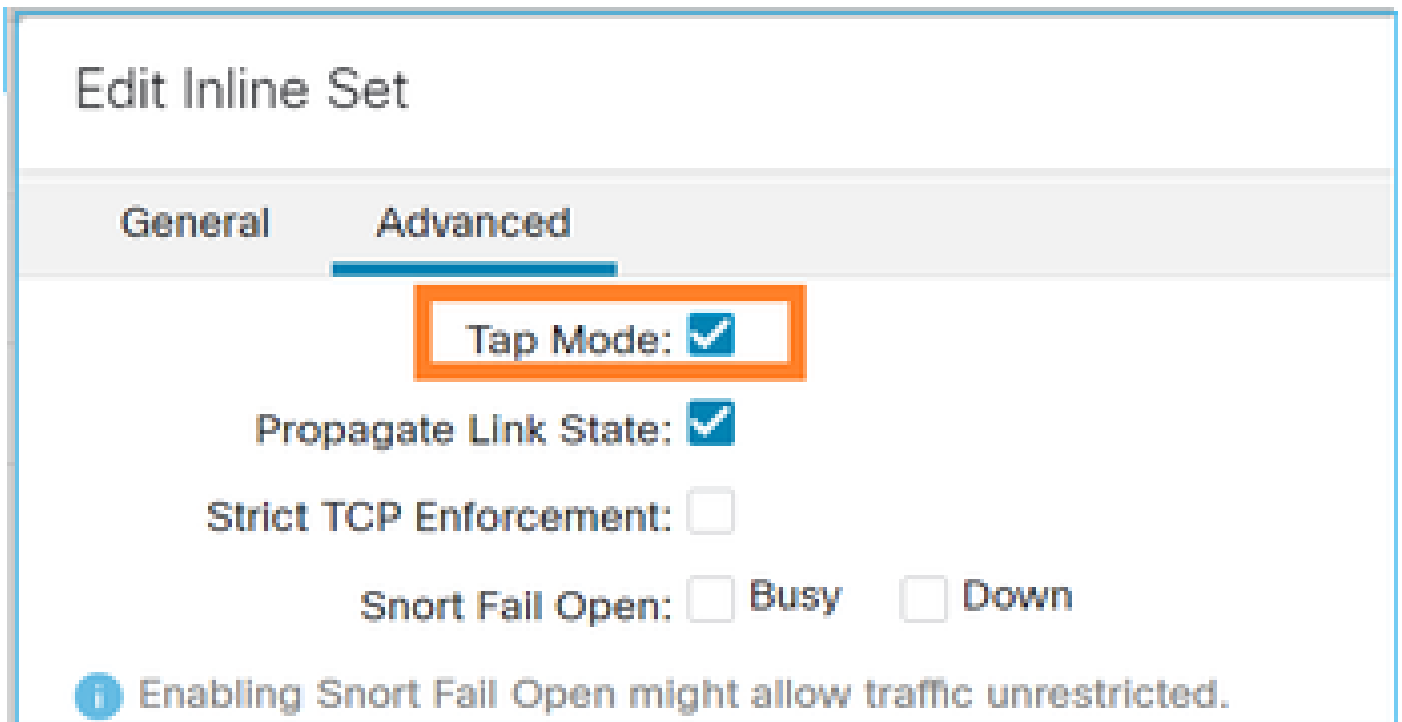 Edit Inline Set
General Advanced
Tap Mode:
Propagate Link State:
Strict TCP Enforcement:
Snort Fail Open: Busy Down
i Enabling Snort Fail Open might allow traffic unrestricted.